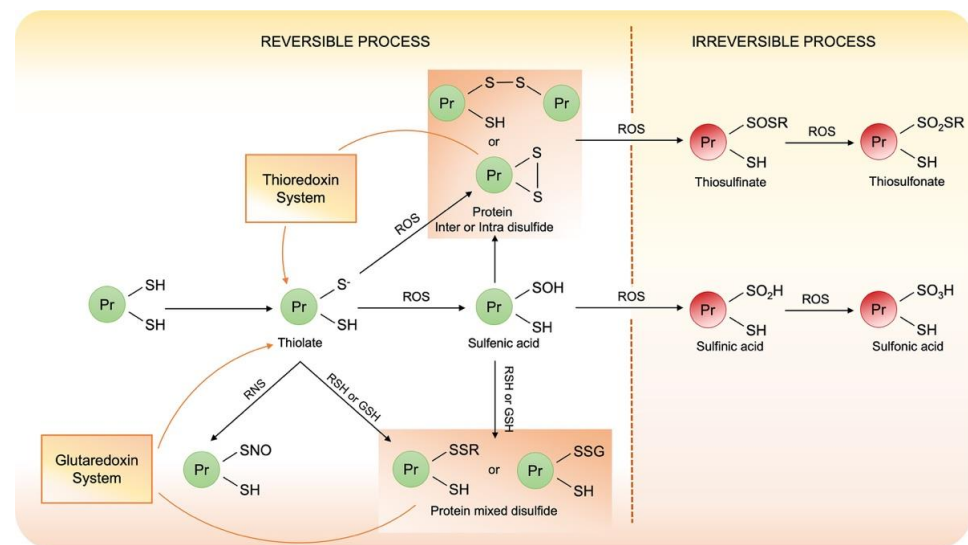 REVERSIBLE PROCESS
IRREVERSIBLE PROCESS
S—S
Pr
Pr
SH
or
S
Pr
S
Protein
Inter or Intra disulfide
ROS
SOSR
Pr
SH
Thiosulfinate
ROS
SO₂SR
Pr
SH
Thiosulfonate
Thioredoxin
System
ROS
SH
Pr
SH
S-
Pr
SH
Thiolate
ROS
SOH
Pr
SH
Sulfenic acid
ROS
SO₂H
Pr
SH
Sulfinic acid
ROS
SO₃H
Pr
SH
Sulfonic acid
RNS
RSH or GSH
RSH or GSH
Glutaredoxin
System
SNO
Pr
SH
SSR
Pr
SH
or
SSG
Pr
SH
Protein mixed disulfide